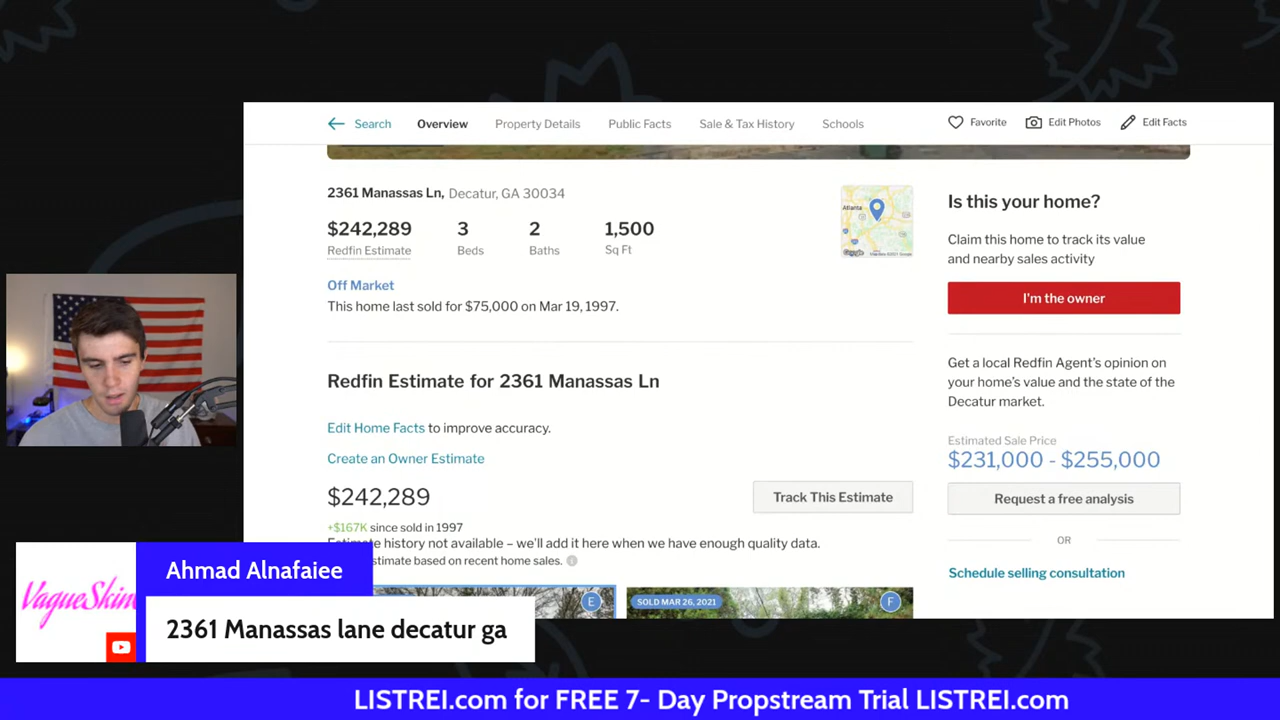 Search
Overview
Property Details
Public Facts
Sale & Tax History
Schools
Favorite
Edit Photos
Edit Facts
2361 Manassas Ln, Decatur, GA 30034
$242,289
3
2
1,500
Redfin Estimate
Beds
Baths
Sq Ft
Off Market
This home last sold for $75,000 on Mar 19, 1997.
Atlanta
Google
Redfin Estimate for 2361 Manassas Ln
Edit Home Facts to improve accuracy.
Create an Owner Estimate
$242,289
Track This Estimate
+$167K since sold in 1997
Estimate history not available – we'll add it here when we have enough quality data.
stimate based on recent home sales.
E
SOLD MAR 26, 2021
F
Is this your home?
Claim this home to track its value
and nearby sales activity
I'm the owner
Get a local Redfin Agent's opinion on
your home's value and the state of the
Decatur market.
Estimated Sale Price
$231,000 - $255,000
Request a free analysis
OR
Schedule selling consultation
VagueSkin
Ahmad Alnafaiee
2361 Manassas lane decatur ga
LISTREI.com for FREE 7- Day Propstream Trial LISTREI.com